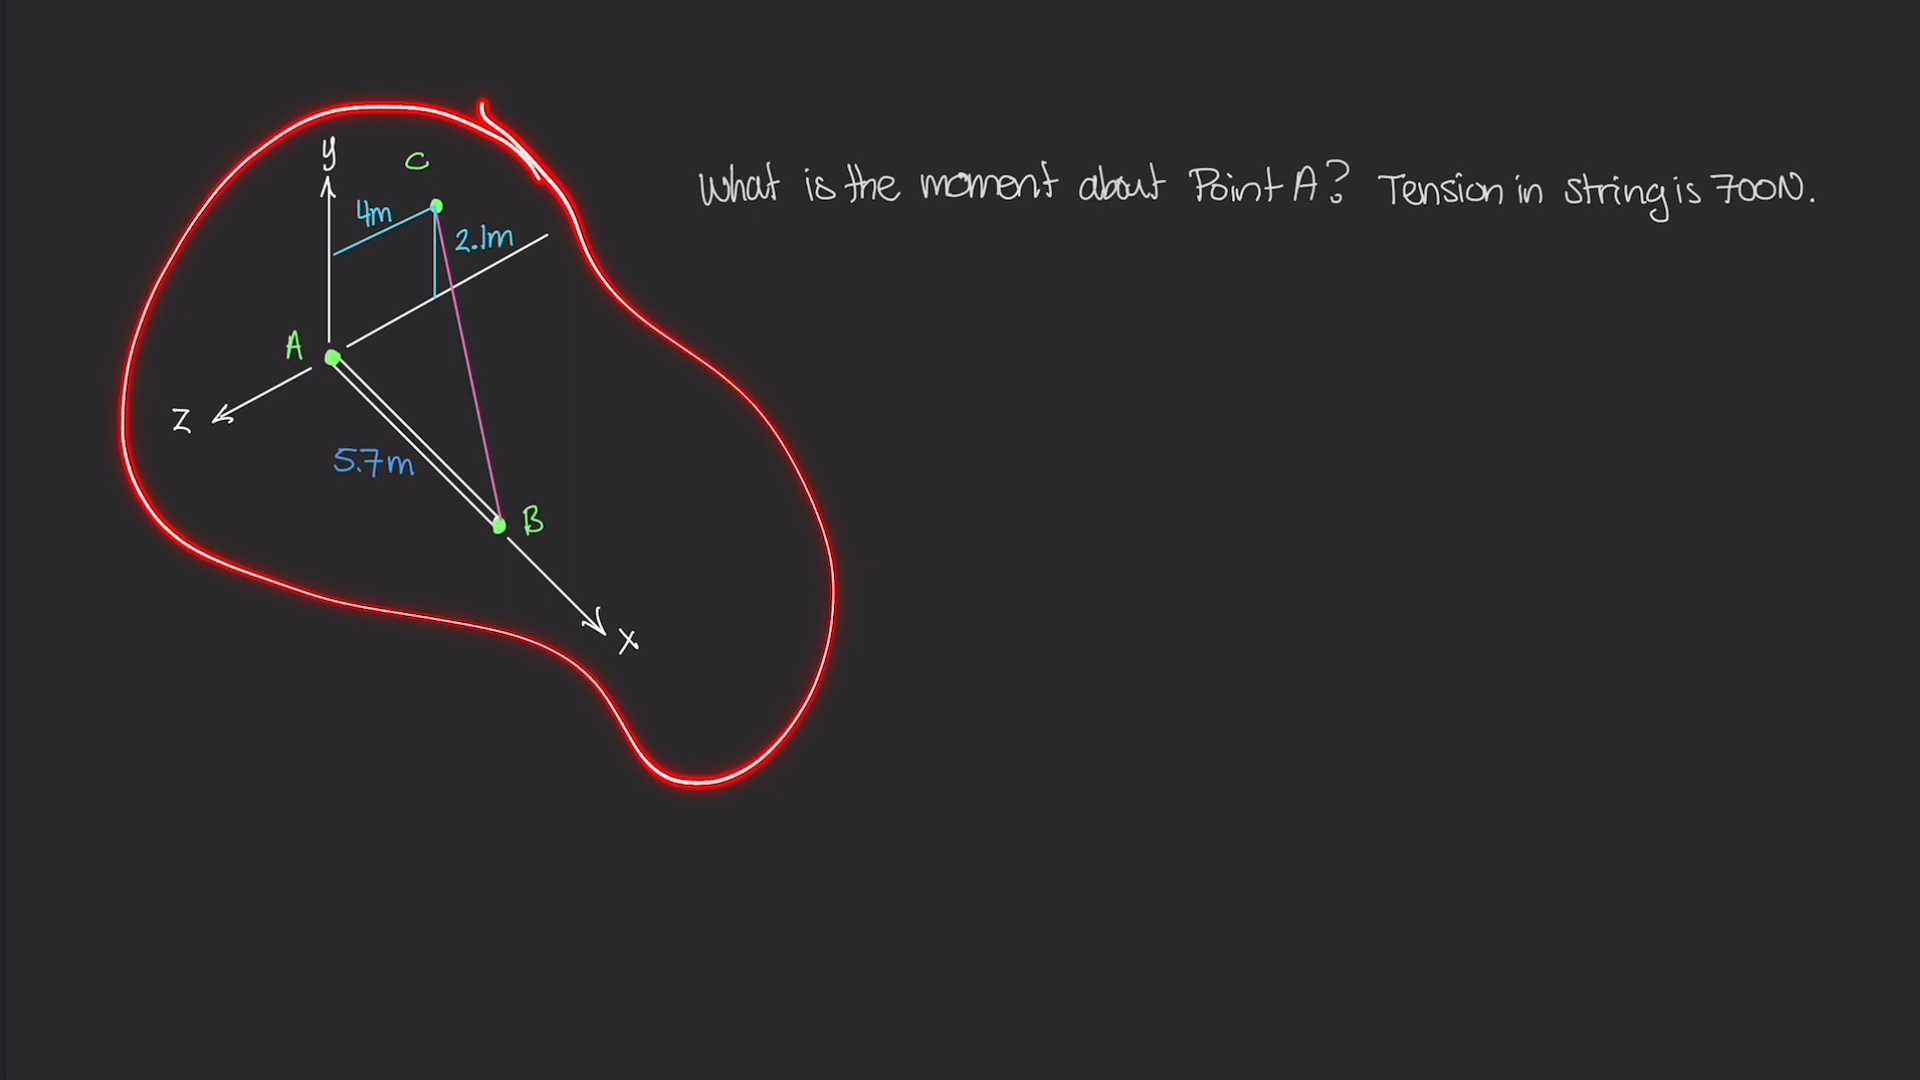 What is the moment about Point A? Tension in string is 700N.
y
C
4m
2.1m
A
Z
5.7m
B
X